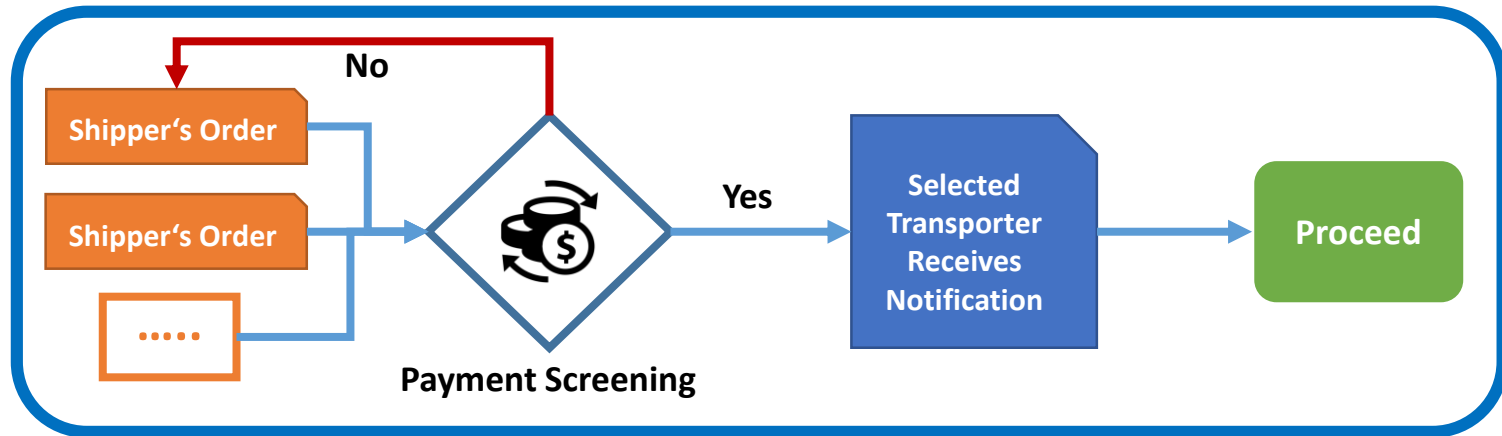 No
Shipper‘s Order
Shipper‘s Order
.....
$
Payment Screening
Yes
Selected
Transporter
Receives
Notification
Proceed